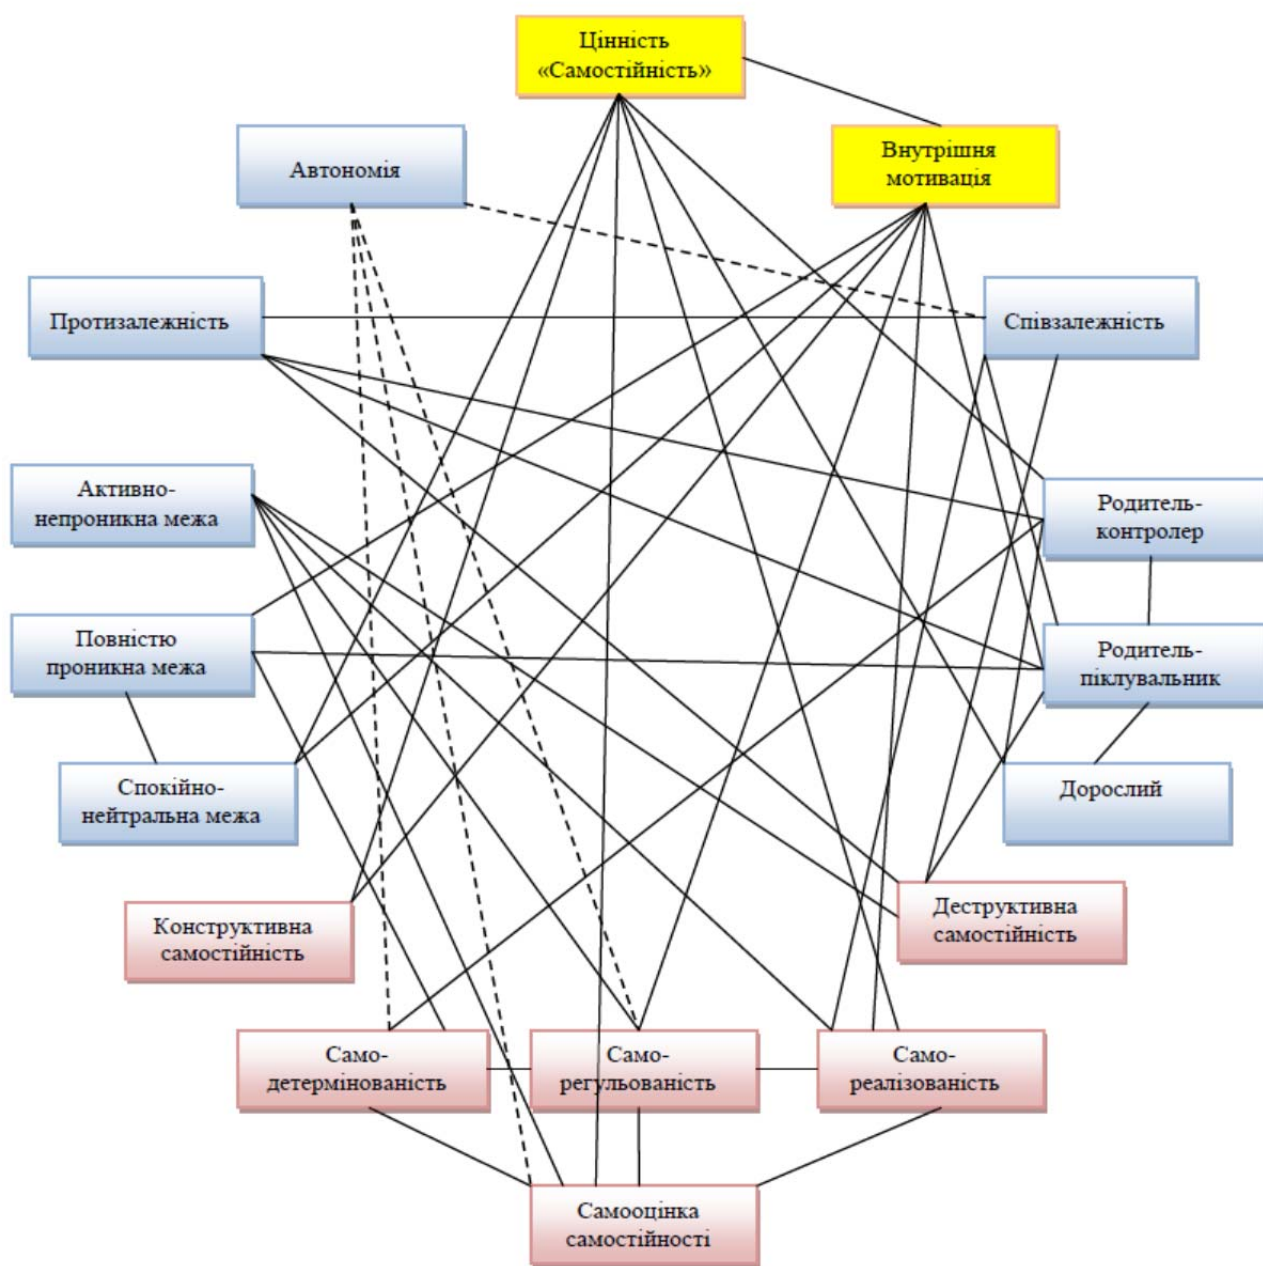 Цінність
«Самостійність»
Внутрішня
мотивація
Автономія
Протизалежність
Співзалежність
Активно-
непроникна межа
Родитель-
контролер
Повністю
проникна межа
Родитель-
піклувальник
Спокійно-
нейтральна межа
Дорослий
Конструктивна
самостійність
Деструктивна
самостійність
Само-
детермінованість
Само-
регульованість
Само-
реалізованість
Самооцінка
самостійності